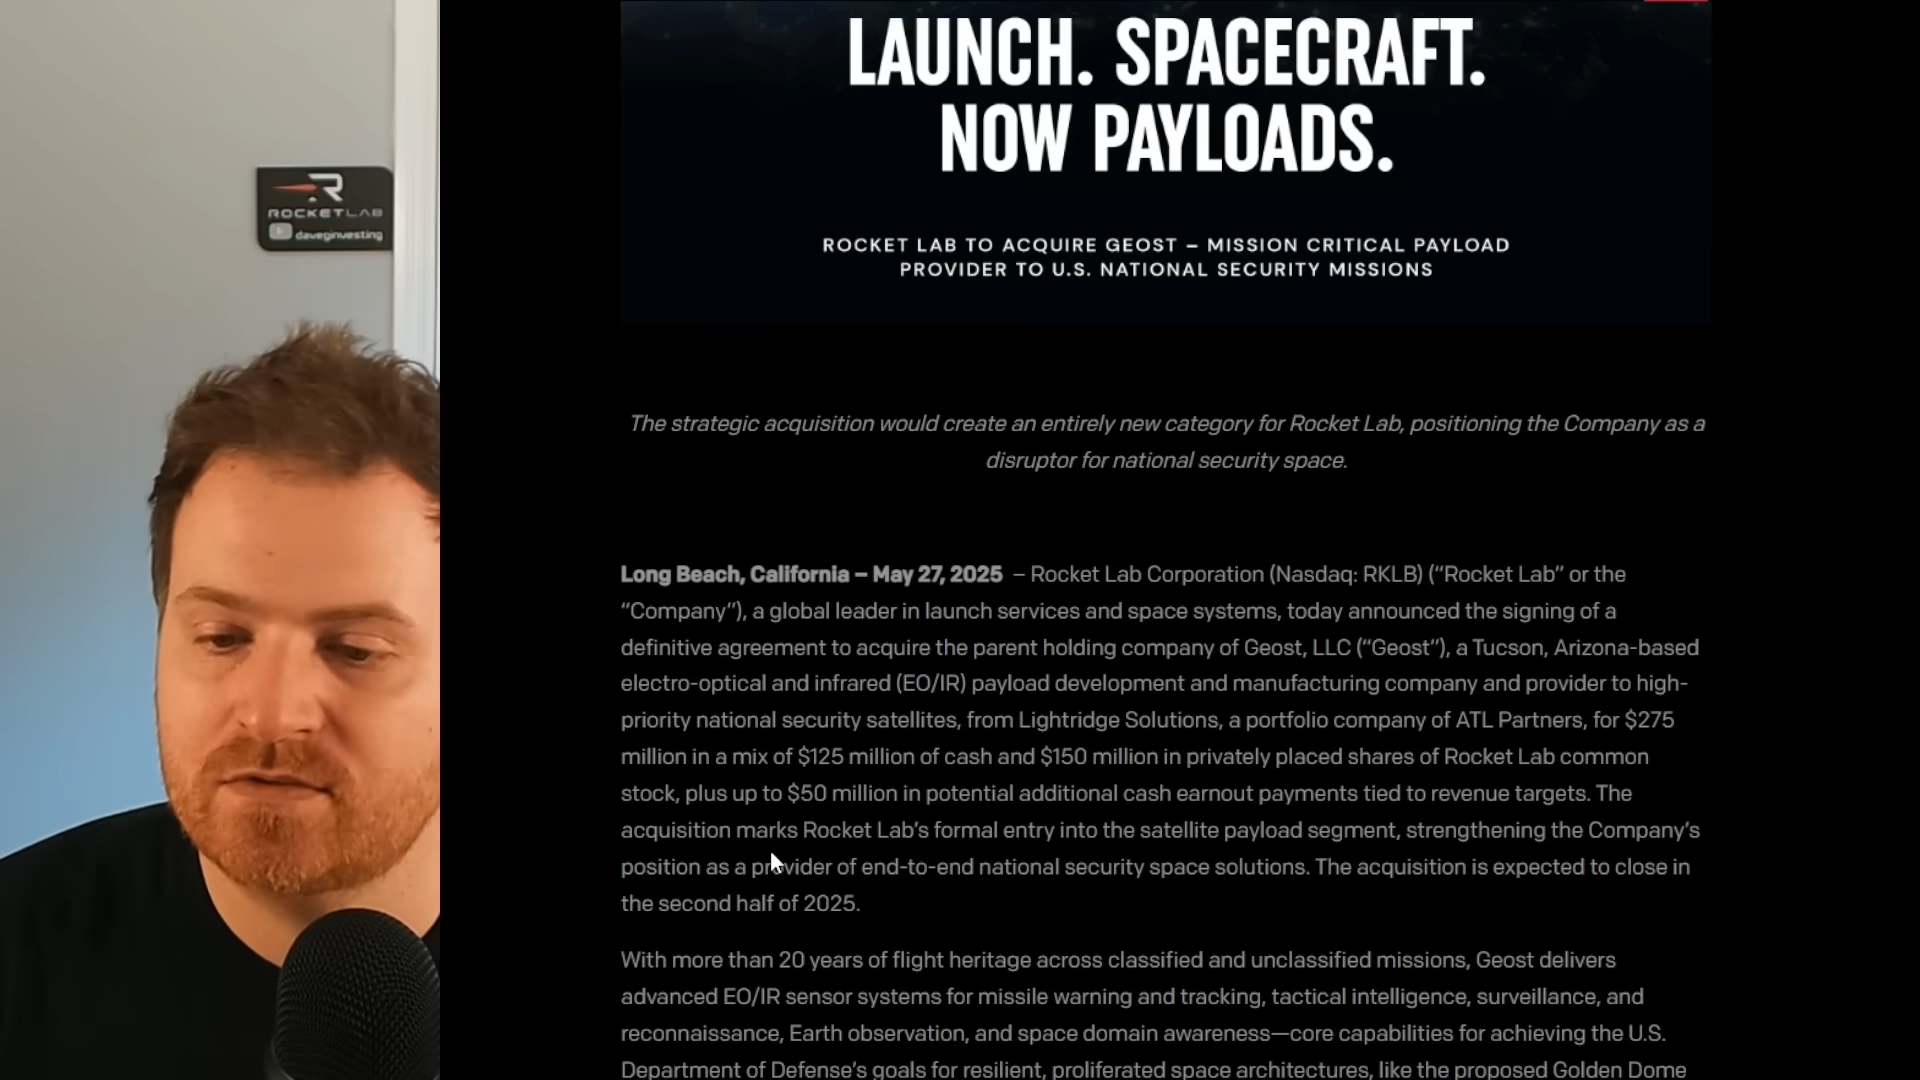 ROCKETLAB
daveginvesting
LAUNCH. SPACECRAFT.
NOW PAYLOADS.
ROCKET LAB TO ACQUIRE GEOST – MISSION CRITICAL PAYLOAD
PROVIDER TO U.S. NATIONAL SECURITY MISSIONS
The strategic acquisition would create an entirely new category for Rocket Lab, positioning the Company as a
disruptor for national security space.
Long Beach, California – May 27, 2025 – Rocket Lab Corporation (Nasdaq: RKLB) (“Rocket Lab” or the
“Company”), a global leader in launch services and space systems, today announced the signing of a
definitive agreement to acquire the parent holding company of Geost, LLC (“Geost”), a Tucson, Arizona-based
electro-optical and infrared (EO/IR) payload development and manufacturing company and provider to high-
priority national security satellites, from Lightridge Solutions, a portfolio company of ATL Partners, for $275
million in a mix of $125 million of cash and $150 million in privately placed shares of Rocket Lab common
stock, plus up to $50 million in potential additional cash earnout payments tied to revenue targets. The
acquisition marks Rocket Lab’s formal entry into the satellite payload segment, strengthening the Company’s
position as a provider of end-to-end national security space solutions. The acquisition is expected to close in
the second half of 2025.
With more than 20 years of flight heritage across classified and unclassified missions, Geost delivers
advanced EO/IR sensor systems for missile warning and tracking, tactical intelligence, surveillance, and
reconnaissance, Earth observation, and space domain awareness—core capabilities for achieving the U.S.
Department of Defense’s goals for resilient, proliferated space architectures, like the proposed Golden Dome